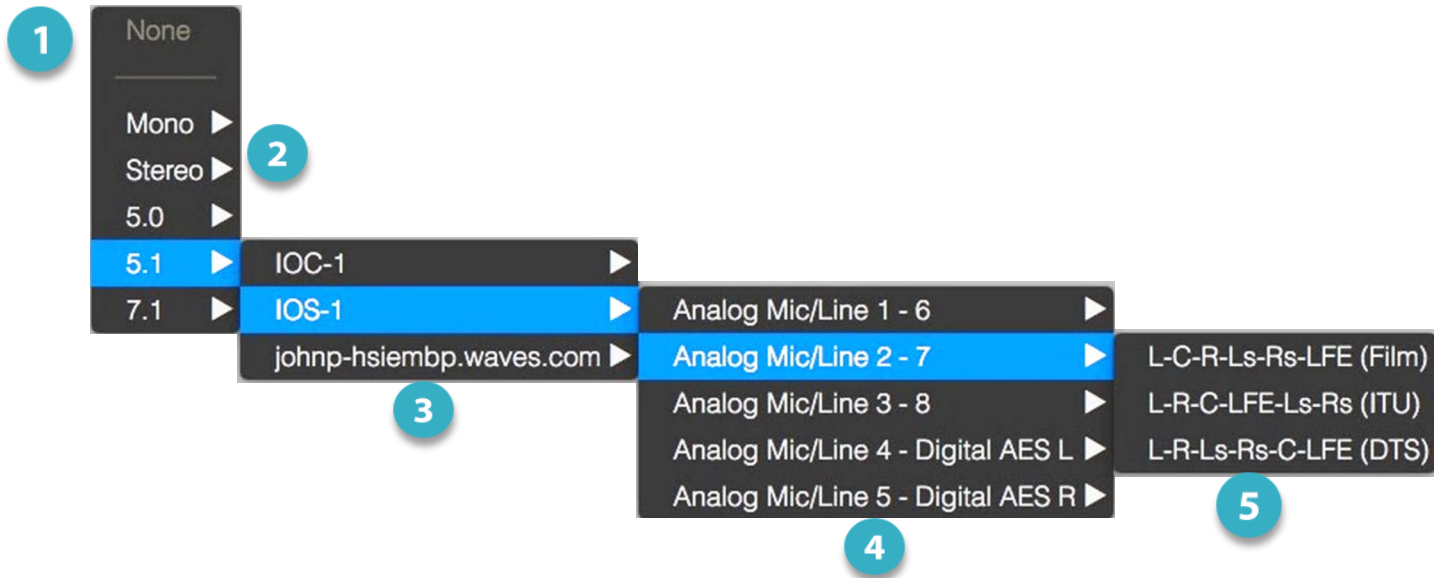 1
None
Mono
2
Stereo
5.0
5.1
7.1
IOC-1
IOS-1
johnp-hsiembp.waves.com
3
Analog Mic/Line 1 - 6
Analog Mic/Line 2 - 7
Analog Mic/Line 3 - 8
Analog Mic/Line 4 - Digital AES L
Analog Mic/Line 5 - Digital AES R
4
L-C-R-Ls-Rs-LFE (Film)
L-R-C-LFE-Ls-Rs (ITU)
L-R-Ls-Rs-C-LFE (DTS)
5